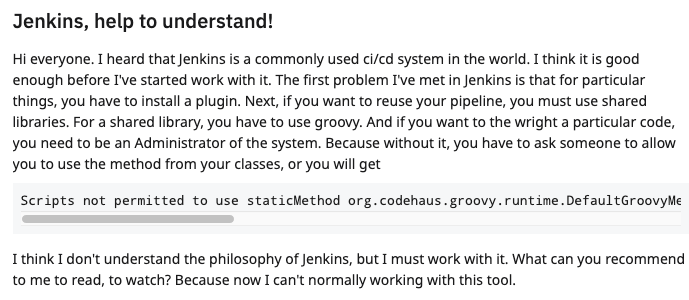 Jenkins, help to understand!
Hi everyone. I heard that Jenkins is a commonly used ci/cd system in the world. I think it is good
enough before I've started work with it. The first problem I've met in Jenkins is that for particular
things, you have to install a plugin. Next, if you want to reuse your pipeline, you must use shared
libraries. For a shared library, you have to use groovy. And if you want to the wright a particular code,
you need to be an Administrator of the system. Because without it, you have to ask someone to allow
you to use the method from your classes, or you will get
Scripts not permitted to use staticMethod org.codehaus.groovy.runtime.DefaultGroovyMe
I think I don't understand the philosophy of Jenkins, but I must work with it. What can you recommend
to me to read, to watch? Because now I can't normally working with this tool.